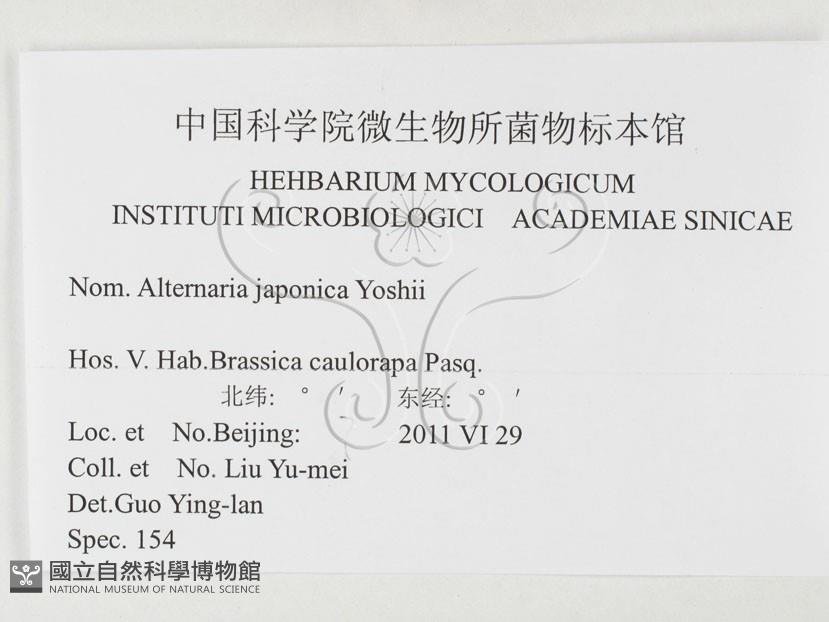 中国科学院微生物所菌物标本馆
HEHBARIUM MYCOLOGICUM
INSTITUTI MICROBIOLOGICI ACADEMIAE SINICAE
Nom. Alternaria japonica Yoshii
Hos. V. Hab.Brassica caulorapa Pasq.
北纬: ° ′ 东经: ° ′
Loc. et No.Beijing: 2011 VI 29
Coll. et No. Liu Yu-mei
Det.Guo Ying-lan
Spec. 154
國立自然科學博物館
NATIONAL MUSEUM OF NATURAL SCIENCE